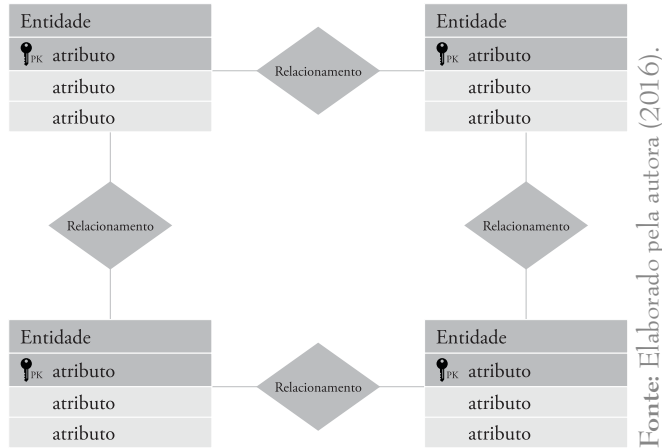 Entidade
PK atributo
atributo
atributo
Relacionamento
Entidade
PK atributo
atributo
atributo
Relacionamento
Relacionamento
Entidade
PK atributo
atributo
atributo
Relacionamento
Entidade
PK atributo
atributo
atributo
Fonte: Elaborado pela autora (2016).